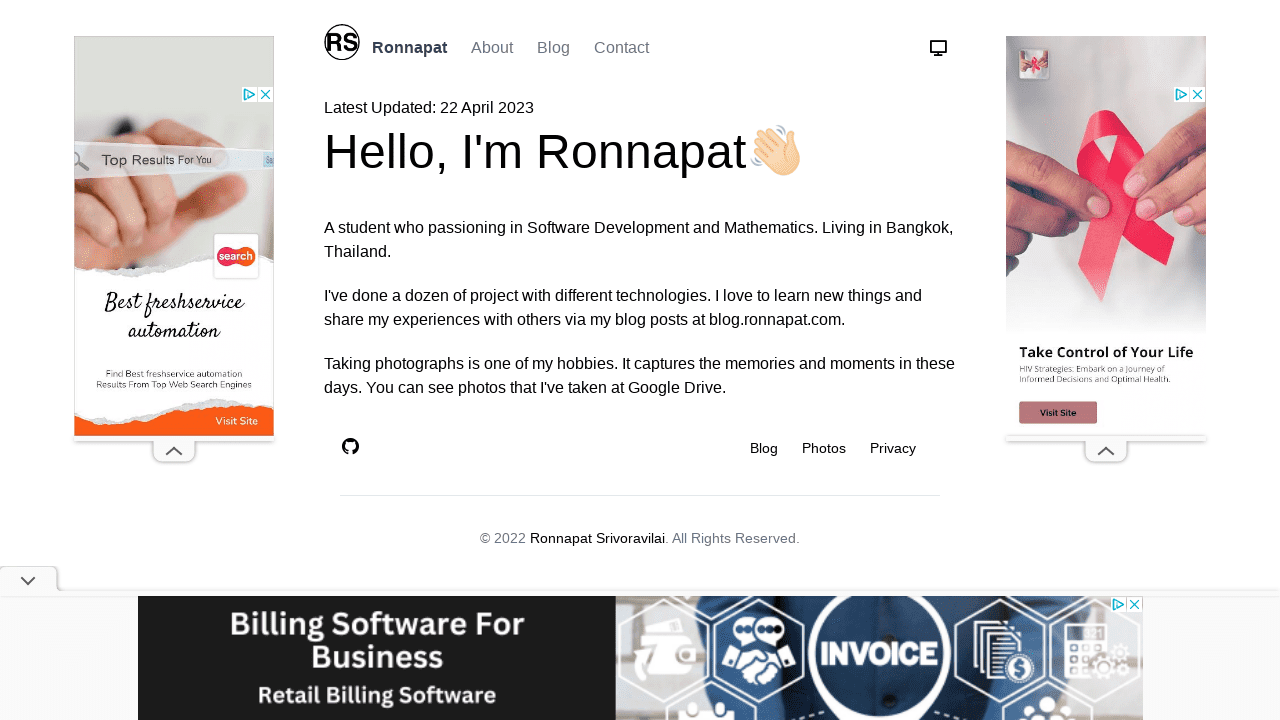 RS
Ronnapat About Blog Contact
Latest Updated: 22 April 2023
Hello, I'm Ronnapat👋🏻
A student who passioning in Software Development and Mathematics. Living in Bangkok,
Thailand.
I've done a dozen of project with different technologies. I love to learn new things and
share my experiences with others via my blog posts at blog.ronnapat.com.
Taking photographs is one of my hobbies. It captures the memories and moments in these
days. You can see photos that I've taken at Google Drive.
Blog Photos Privacy
© 2022 Ronnapat Srivoravilai. All Rights Reserved.
Top Results For You
search
Best freshservice
automation
Find Best freshservice automation
Results From Top Web Search Engines
Visit Site
Take Control of Your Life
HIV Strategies: Embark on a Journey of
Informed Decisions and Optimal Health.
Visit Site
Billing Software For
Business
Retail Billing Software
INVOICE
321